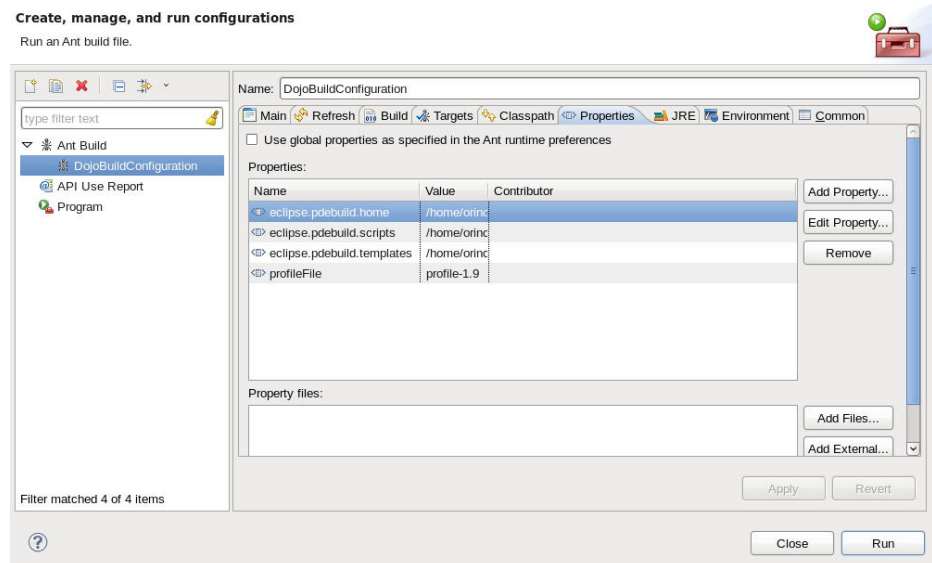 Create, manage, and run configurations
Run an Ant build file.
type filter text
Ant Build
DojoBuildConfiguration
API Use Report
Program
Filter matched 4 of 4 items
Name: DojoBuildConfiguration
Main Refresh Build Targets Classpath Properties JRE Environment Common
Use global properties as specified in the Ant runtime preferences
Properties:
Name Value Contributor
eclipse.pdebuild.home /home/orinc
eclipse.pdebuild.scripts /home/orinc
eclipse.pdebuild.templates /home/orinc
profileFile profile-1.9
Add Property...
Edit Property...
Remove
Property files:
Add Files...
Add External...
Apply Revert
Close Run